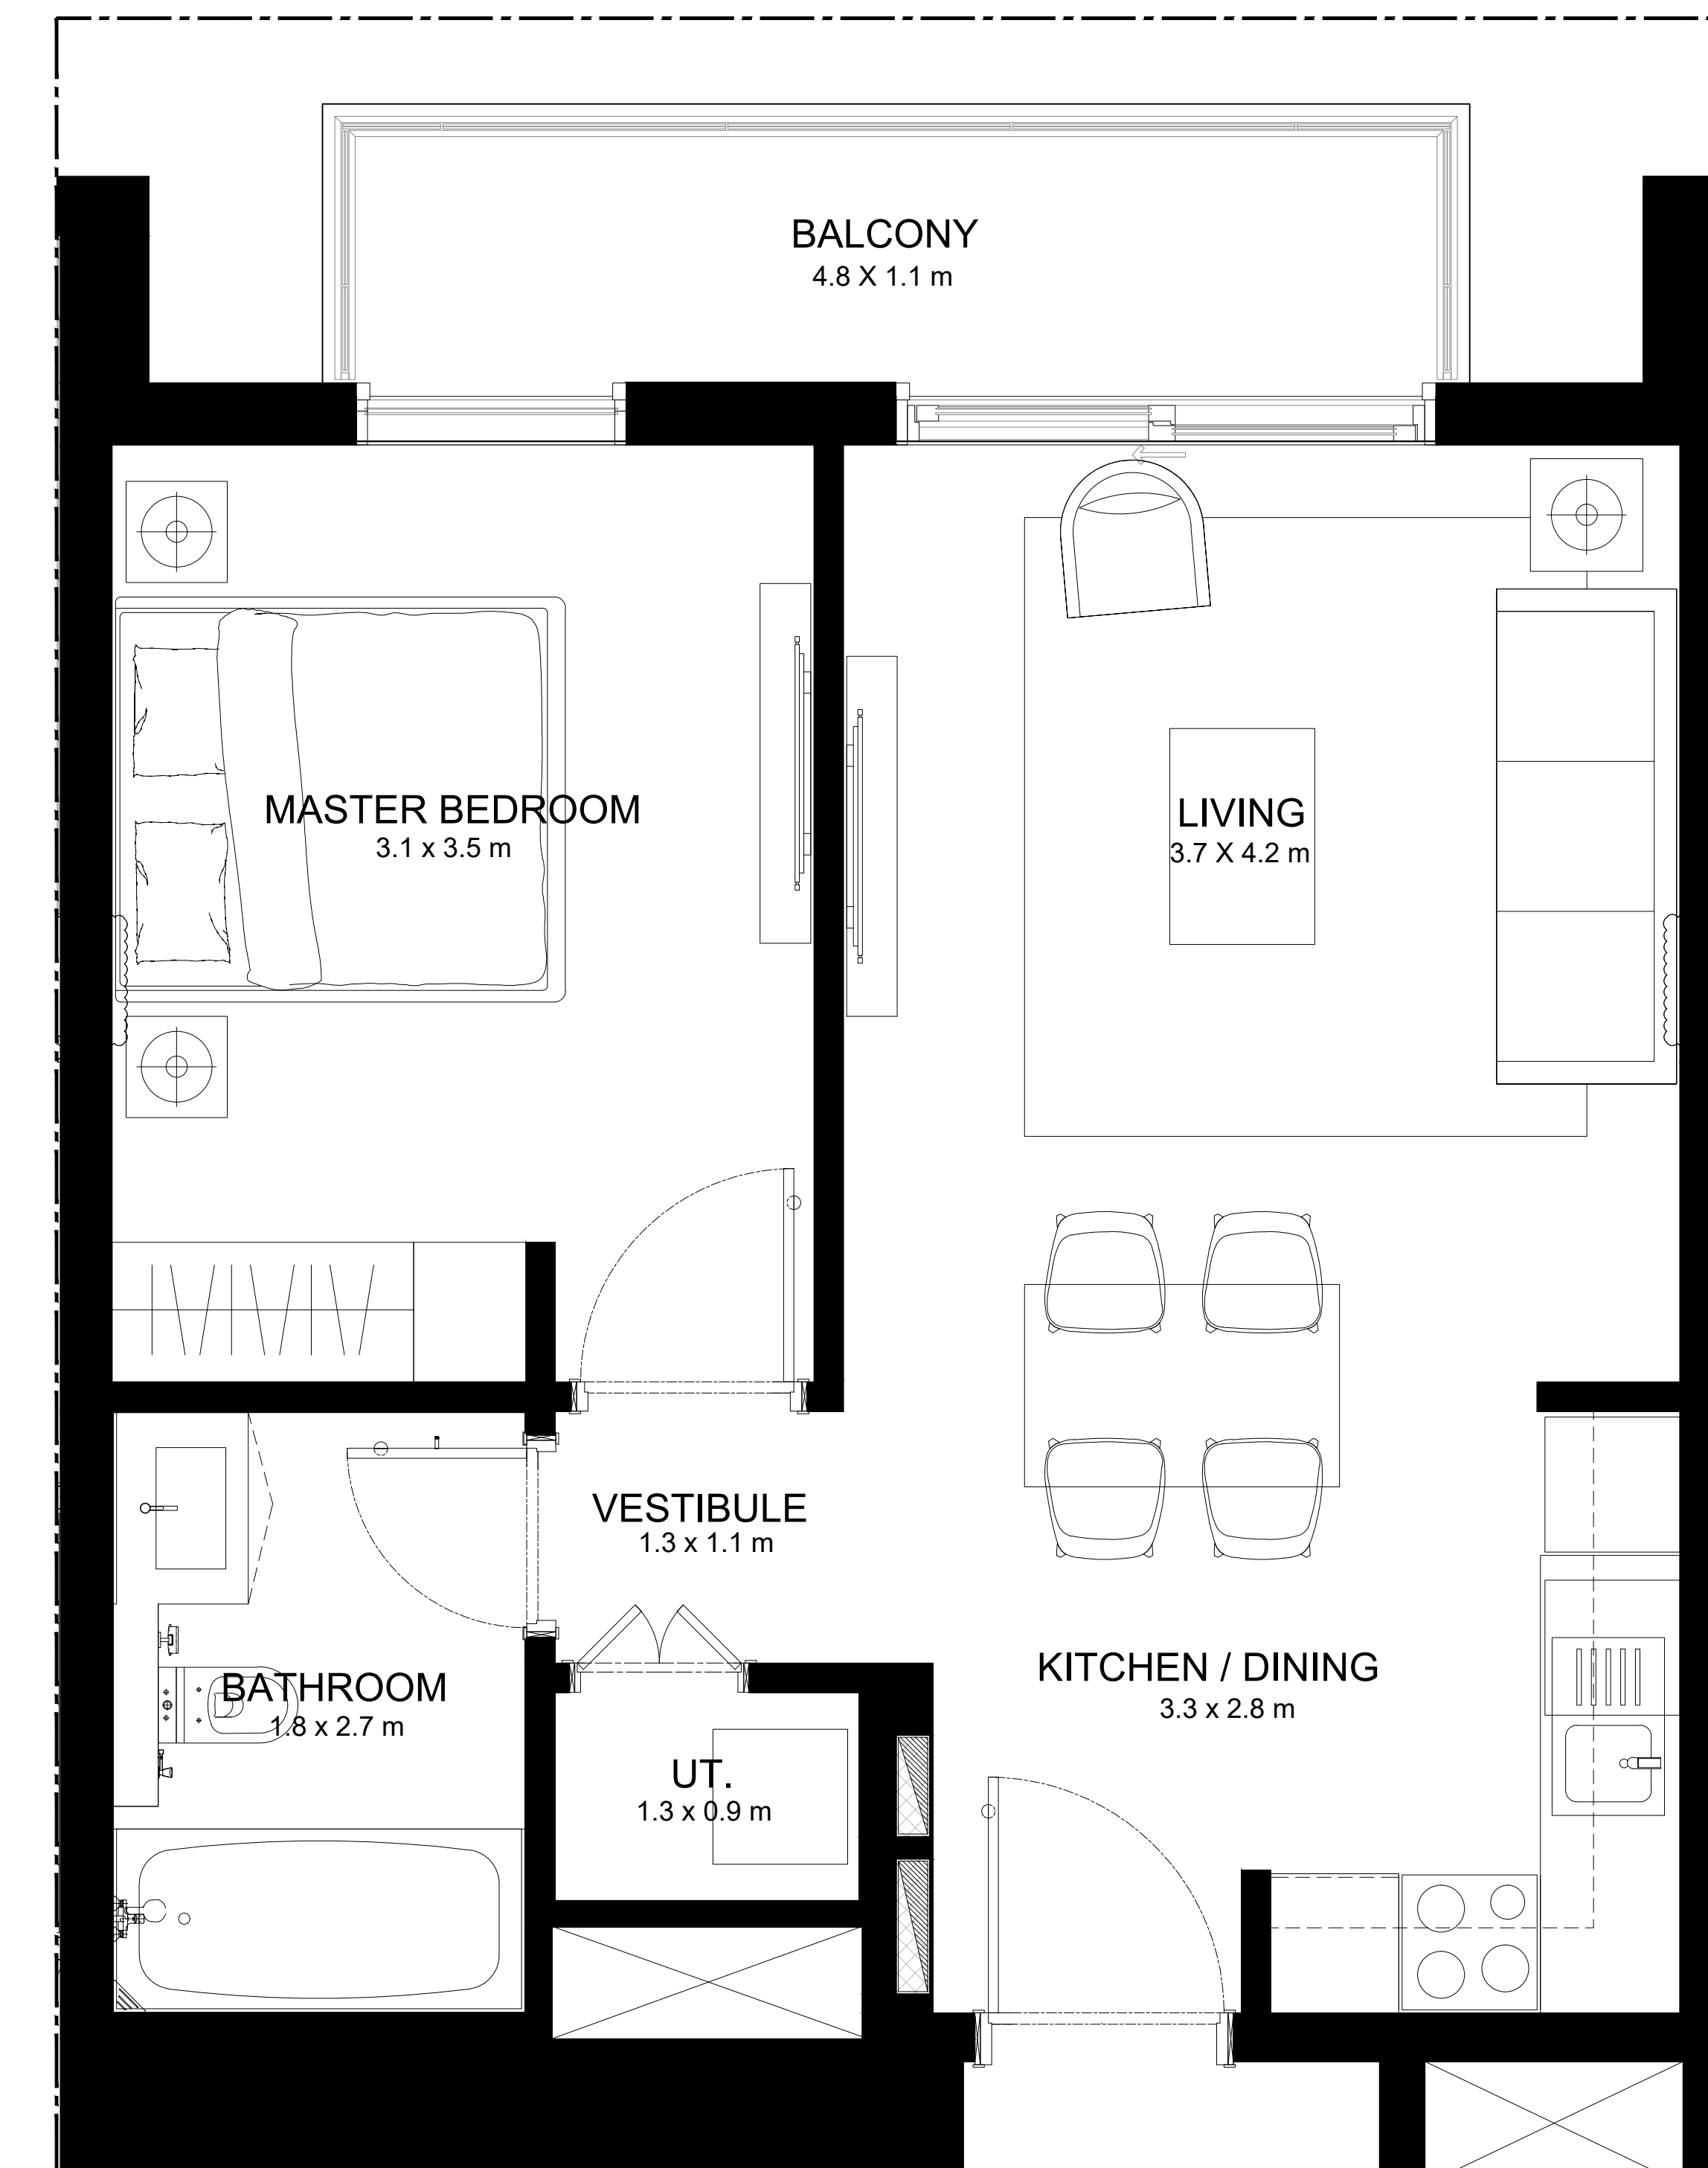 BALCONY
4.8 X 1.1 m
MASTER BEDROOM
3.1 x 3.5 m
LIVING
3.7 X 4.2 m
VESTIBULE
1.3 x 1.1 m
KITCHEN / DINING
3.3 x 2.8 m
BATHROOM
1.8 x 2.7 m
UT.
1.3 x 0.9 m